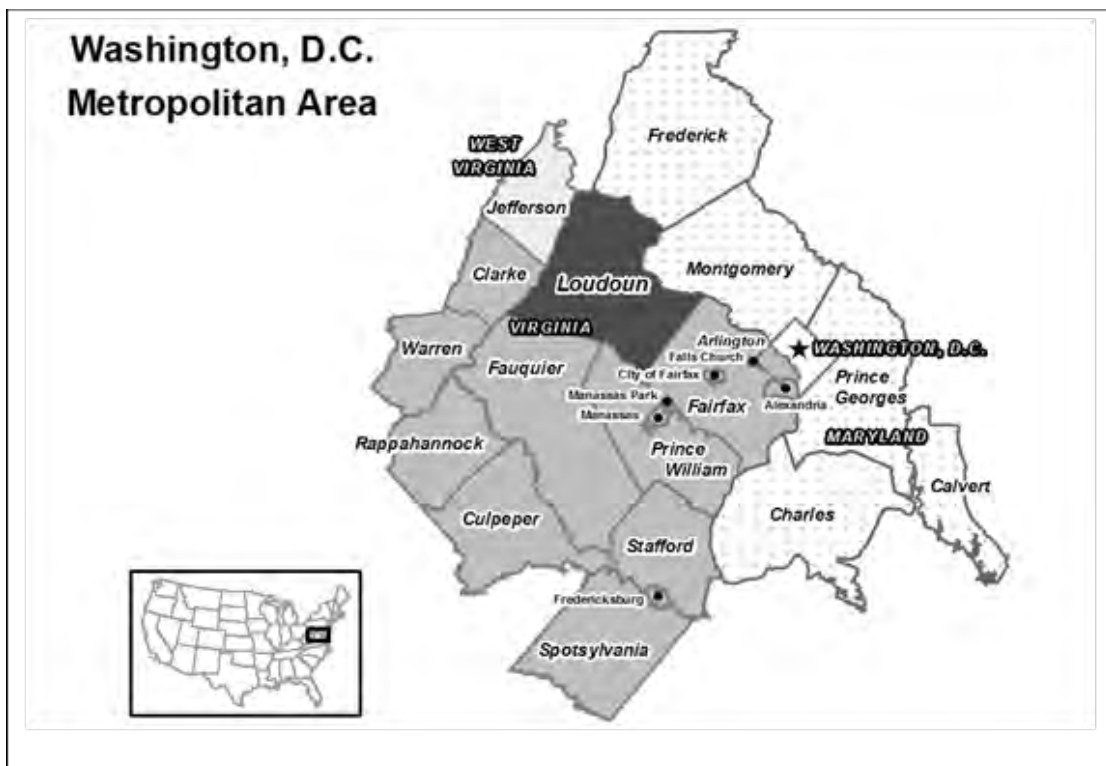 Washington, D.C.
Metropolitan Area
Frederick
WEST
VIRGINIA
Jefferson
Montgomery
Clarke
Loudoun
VIRGINIA
Arlington
WASHINGTON, D.C.
Warren
Falls Church
Fauquier
City of Fairfax
Prince
Georges
Manassas Park
Fairfax
Alexandria
Manassas
Rappahannock
MARYLAND
Prince
William
Calvert
Culpeper
Charles
Stafford
Fredericksburg
Spotsylvania